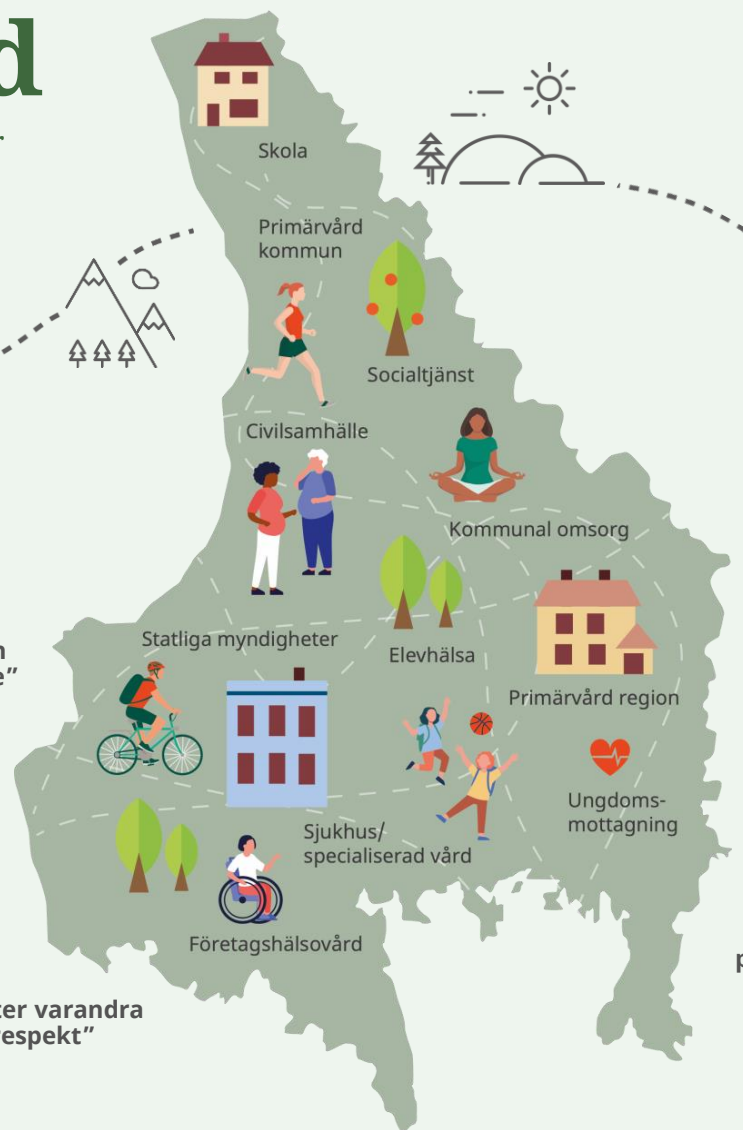 d
Skola
Primärvård
kommun
Socialtjänst
Civilsamhälle
Kommunal omsorg
Statliga myndigheter
Elevhälsa
e”
Primärvård region
Ungdoms-
mottagning
Sjukhus/
specialiserad vård
Företagshälsovård
ter varandra
respekt”